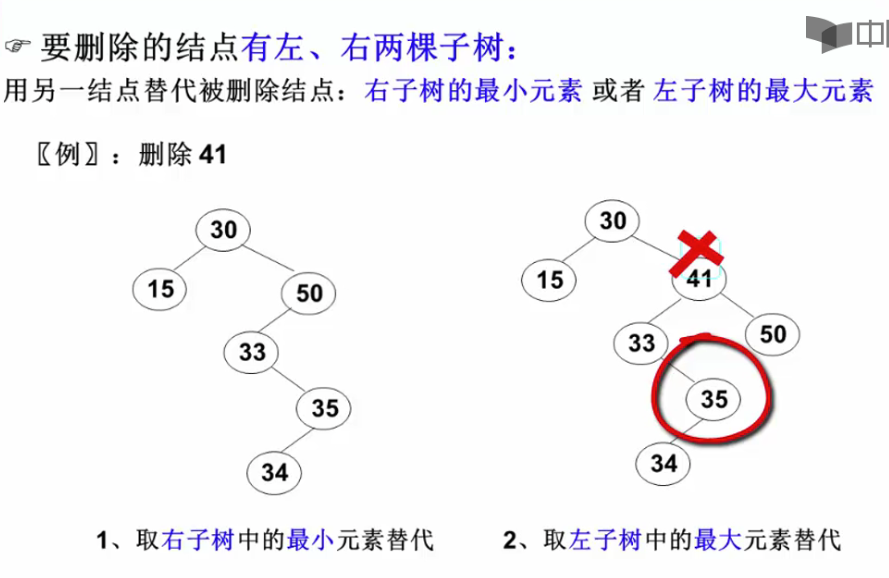 中
☞ 要删除的结点有左、右两棵子树：
用另一结点替代被删除结点：右子树的最小元素 或者 左子树的最大元素
〖例〗：删除 41
30
15
50
33
35
34
30
15
41
33
50
35
34
1、取右子树中的最小元素替代
2、取左子树中的最大元素替代